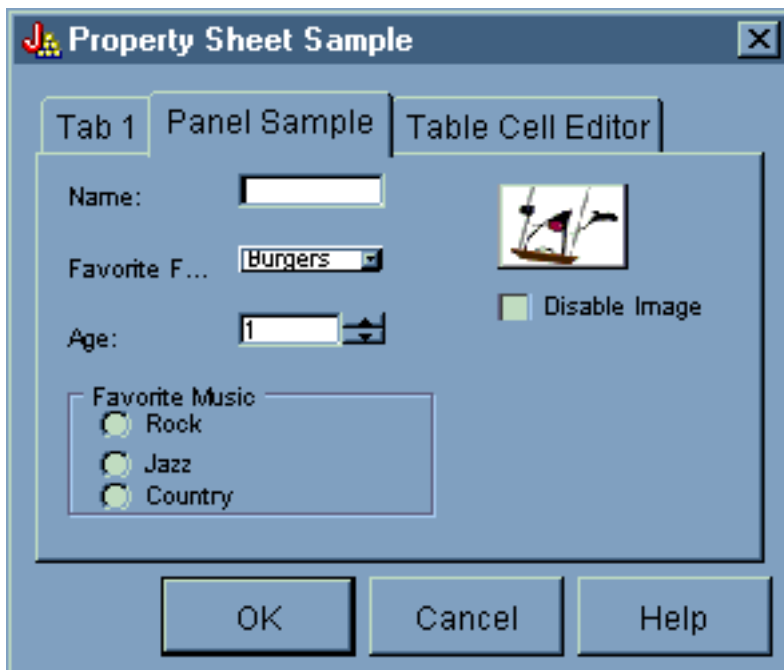 Property Sheet Sample
Tab 1 Panel Sample Table Cell Editor
Name:
Favorite F... Burgers
Disable Image
Age: 1
Favorite Music
Rock
Jazz
Country
OK Cancel Help